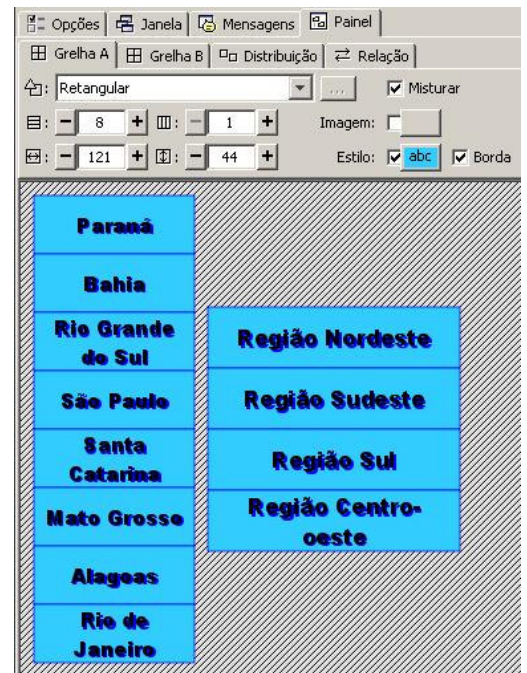 Opções Janela Mensagens Painel
Grelha A Grelha B Distribuição Relação
: Retangular ... Misturar
: 8 : 1 Imagem:
: 121 : 44 Estilo: abc Borda
Paraná
Bahia
Rio Grande
do Sul
São Paulo
Santa
Catarina
Mato Grosso
Alagoas
Rio de
Janeiro
Região Nordeste
Região Sudeste
Região Sul
Região Centro-
oeste